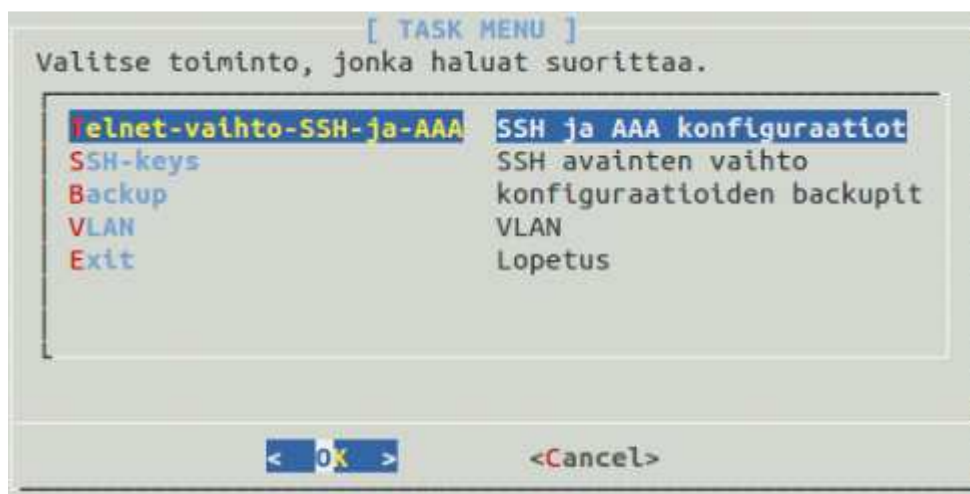 [ TASK MENU ]
Valitse toiminto, jonka haluat suorittaa.
Telnet-vaihto-SSH-ja-AAA SSH ja AAA konfiguraatiot
SSH-keys SSH avainten vaihto
Backup konfiguraatioiden backupit
VLAN VLAN
Exit Lopetus
< OK > <Cancel>